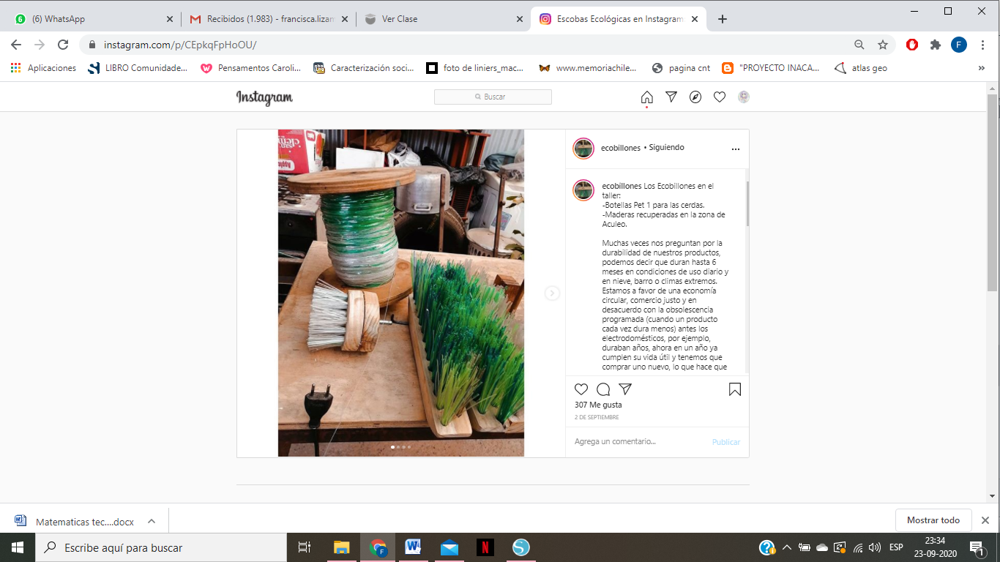 (6) WhatsApp
Recibidos (1.983) - francisca.lizam
Ver Clase
Escobas Ecológicas en Instagram
instagram.com/p/CEpkqFpHoOU/
F
Aplicaciones
LIBRO Comunidade...
Pensamentos Caroli...
Caracterización soci...
foto de liniers_mac...
www.memoriachile...
pagina cnt
"PROYECTO INACA...
atlas geo
»
Instagram
Buscar
ecobillones • Siguiendo
ecobillones Los Ecobillones en el
taller:
-Botellas Pet 1 para las cerdas.
-Maderas recuperadas en la zona de
Aculeo.
Muchas veces nos preguntan por la
durabilidad de nuestros productos,
podemos decir que duran hasta 6
meses en condiciones de uso diario y
en nieve, barro o climas extremos.
Estamos a favor de una economía
circular, comercio justo y en
desacuerdo con la obsolescencia
programada (cuando un producto
cada vez dura menos) antes los
electrodomésticos, por ejemplo,
duraban años, ahora en un año ya
cumplen su vida útil y tenemos que
comprar uno nuevo, lo que hace que
307 Me gusta
2 DE SEPTIEMBRE
Agrega un comentario...
Publicar
Matematicas tec....docx
Mostrar todo
Escribe aquí para buscar
ESP
23:34
23-09-2020
1